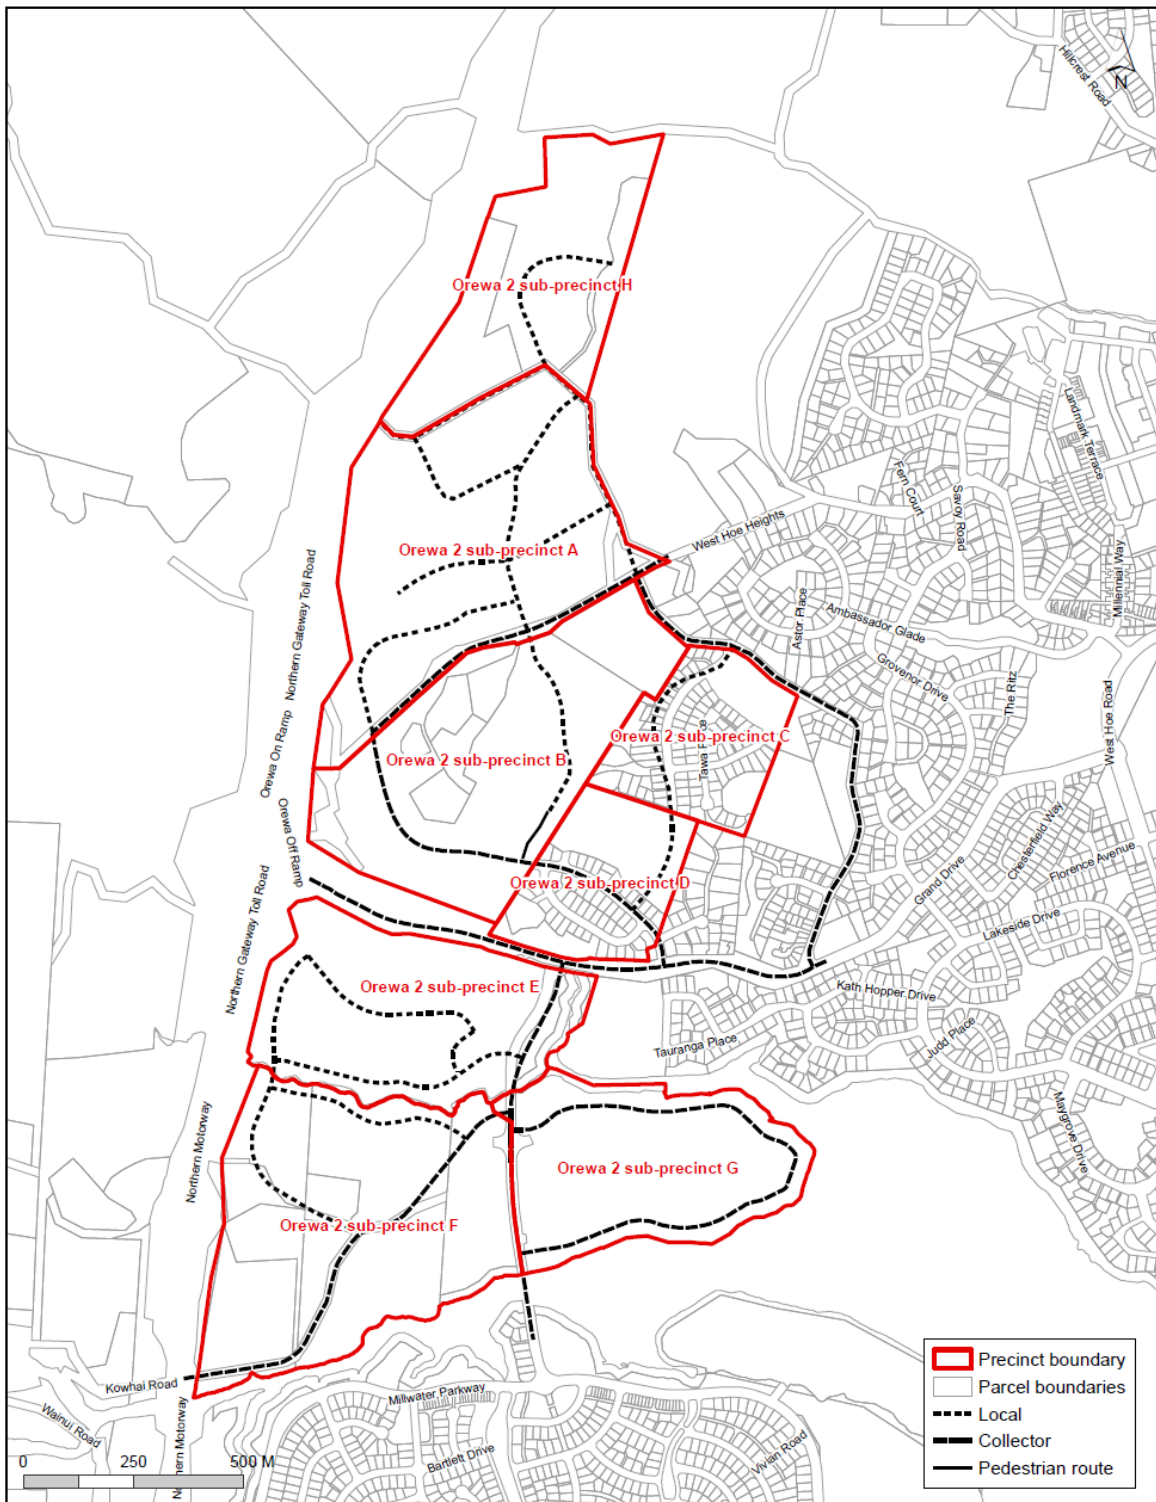 Hillcrest Road
N
Orewa 2 sub-precinct H
Landmark Terrace
Fern Court
Savoy Road
West Hoe Heights
Orewa 2 sub-precinct A
Millennial Way
Northern Gateway Toll Road
Astor Place
Ambassador Glade
Grovenor Drive
The Ritz
West Hoe Road
Orewa On Ramp
Orewa 2 sub-precinct C
Orewa 2 sub-precinct B
Orewa Off Ramp
Chesterfield Way
Florence Avenue
Grand Drive
Orewa 2 sub-precinct D
Lakeside Drive
Northern Gateway Toll Road
Orewa 2 sub-precinct E
Kath Hopper Drive
Judd Place
Tauranga Place
Maygrove Drive
Northern Motorway
Orewa 2 sub-precinct G
Orewa 2 sub-precinct F
Kowhai Road
Millwater Parkway
Wainui Road
Bartlett Drive
Vivian Road
Precinct boundary
Parcel boundaries
Local
Collector
Pedestrian route
0 250 500 M